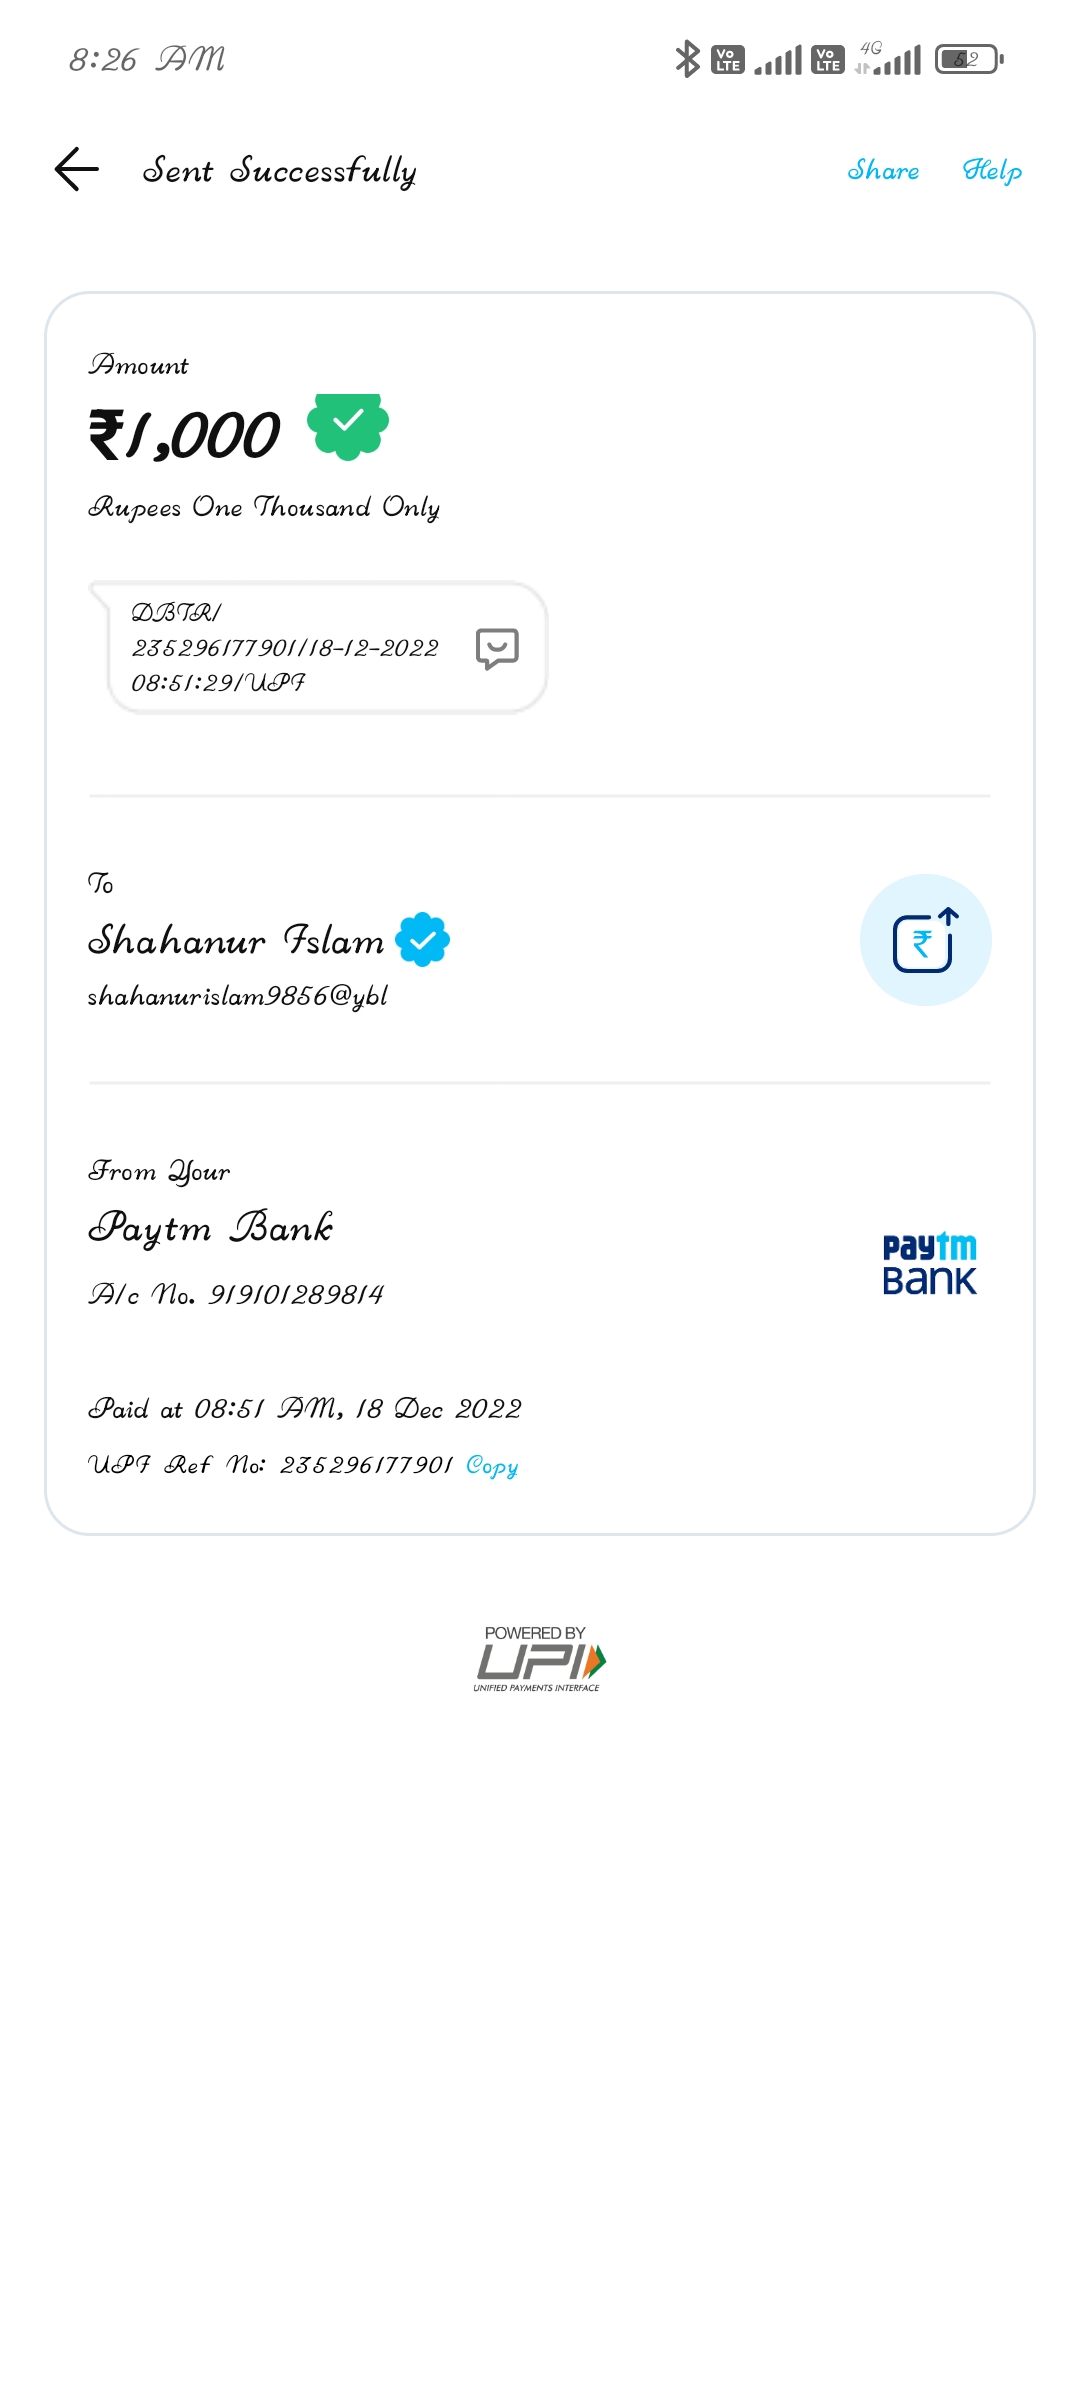 8:26 AM
Vo LTE Vo LTE 4G 52
Sent Successfully Share Help
Amount
₹1,000
Rupees One Thousand Only
DBTR/
235296177901/18-12-2022
08:51:29/UPI
To
Shahanur Islam
shahanurislam9856@ybl
From Your
Paytm Bank
paytm
BANK
A/c No. 919101289814
Paid at 08:51 AM, 18 Dec 2022
UPI Ref No: 235296177901 Copy
POWERED BY
UPI
UNIFIED PAYMENTS INTERFACE